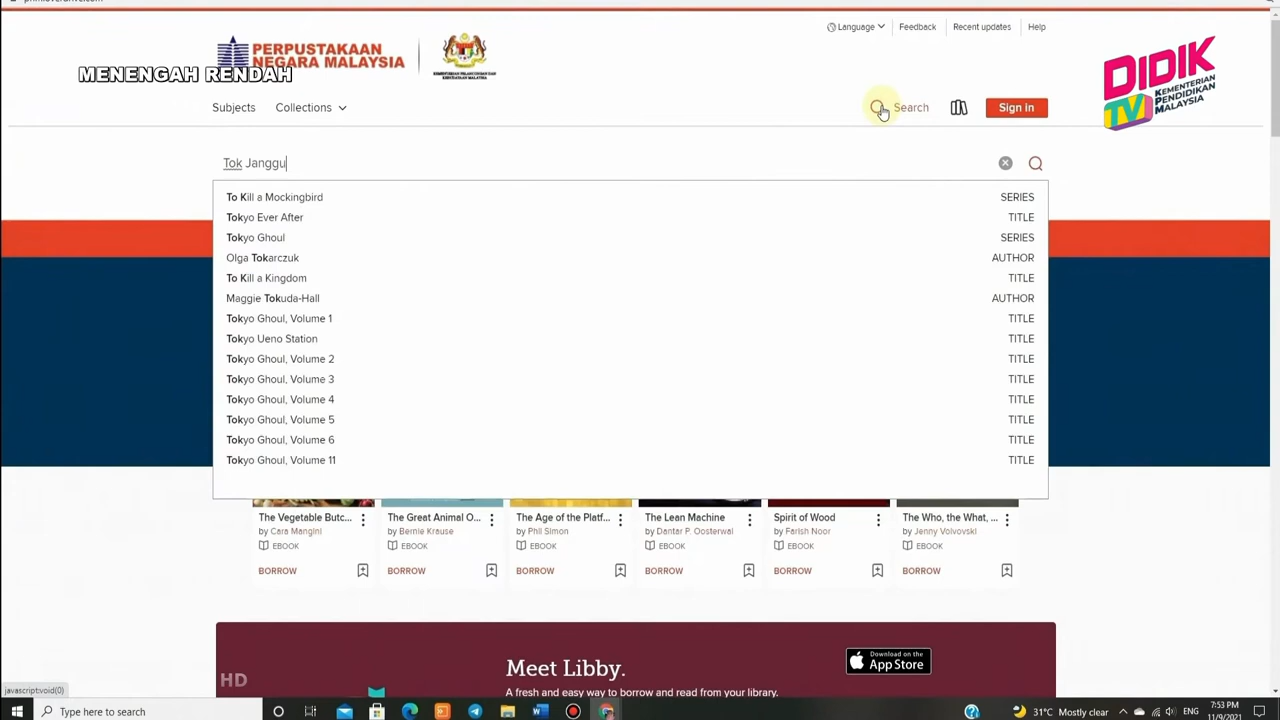 Language
Feedback
Recent updates
Help
PERPUSTAKAAN
NEGARA MALAYSIA
MENENGAH RENDAH
DIDIK
TV
KEMENTERIAN
PENDIDIKAN
MALAYSIA
Subjects
Collections
Search
Sign in
Tok Janggu
To Kill a Mockingbird SERIES
Tokyo Ever After TITLE
Tokyo Ghoul SERIES
Olga Tokarczuk AUTHOR
To Kill a Kingdom TITLE
Maggie Tokuda-Hall AUTHOR
Tokyo Ghoul, Volume 1 TITLE
Tokyo Ueno Station TITLE
Tokyo Ghoul, Volume 2 TITLE
Tokyo Ghoul, Volume 3 TITLE
Tokyo Ghoul, Volume 4 TITLE
Tokyo Ghoul, Volume 5 TITLE
Tokyo Ghoul, Volume 6 TITLE
Tokyo Ghoul, Volume 11 TITLE
The Vegetable Butc... The Great Animal O... The Age of the Platf... The Lean Machine Spirit of Wood The Who, the What, ...
by Cara Mangini by Bernie Krause by Phil Simon by Dantar P. Oosterwal by Farish Noor by Jenny Volvovski
EBOOK EBOOK EBOOK EBOOK EBOOK EBOOK
BORROW BORROW BORROW BORROW BORROW BORROW
Meet Libby.
A fresh and easy way to borrow and read from your library.
Download on the
App Store
HD
javascript:void(0)
Type here to search
31°C Mostly clear
ENG
7:53 PM
11/9/2021